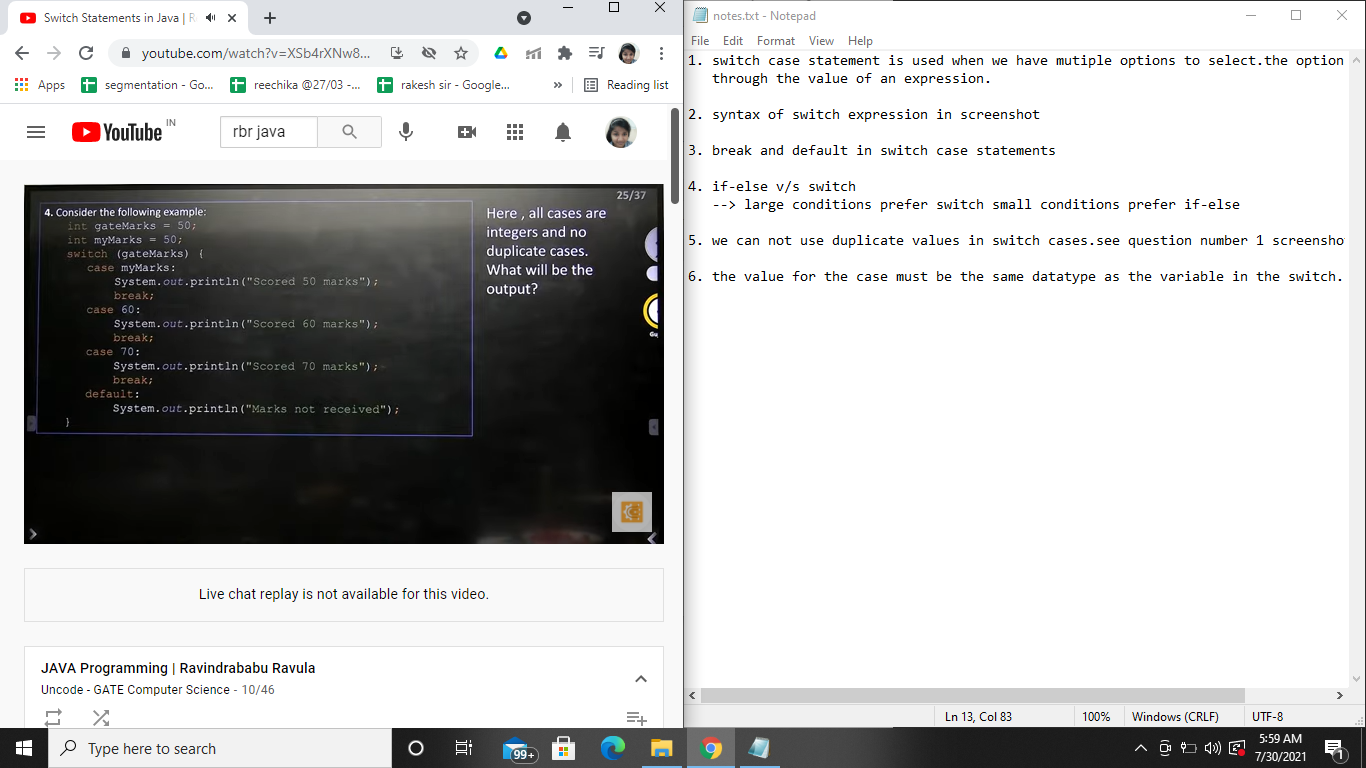 Switch Statements in Java | R
youtube.com/watch?v=XSb4rXNw8...
Apps
segmentation - Go...
reechika @27/03 -...
rakesh sir - Google...
»
Reading list
YouTube IN
rbr java
25/37
4. Consider the following example:
int gateMarks = 50;
int myMarks = 50;
switch (gateMarks) {
case myMarks:
System.out.println("Scored 50 marks");
break;
case 60:
System.out.println("Scored 60 marks");
break;
case 70:
System.out.println("Scored 70 marks");
break;
default:
System.out.println("Marks not received");
}
Here , all cases are
integers and no
duplicate cases.
What will be the
output?
Live chat replay is not available for this video.
JAVA Programming | Ravindrababu Ravula
Uncode - GATE Computer Science - 10/46
notes.txt - Notepad
File Edit Format View Help
1. switch case statement is used when we have mutiple options to select.the option
through the value of an expression.
2. syntax of switch expression in screenshot
3. break and default in switch case statements
4. if-else v/s switch
--> large conditions prefer switch small conditions prefer if-else
5. we can not use duplicate values in switch cases.see question number 1 screensho
6. the value for the case must be the same datatype as the variable in the switch.
Ln 13, Col 83
100%
Windows (CRLF)
UTF-8
Type here to search
99+
5:59 AM
7/30/2021
1